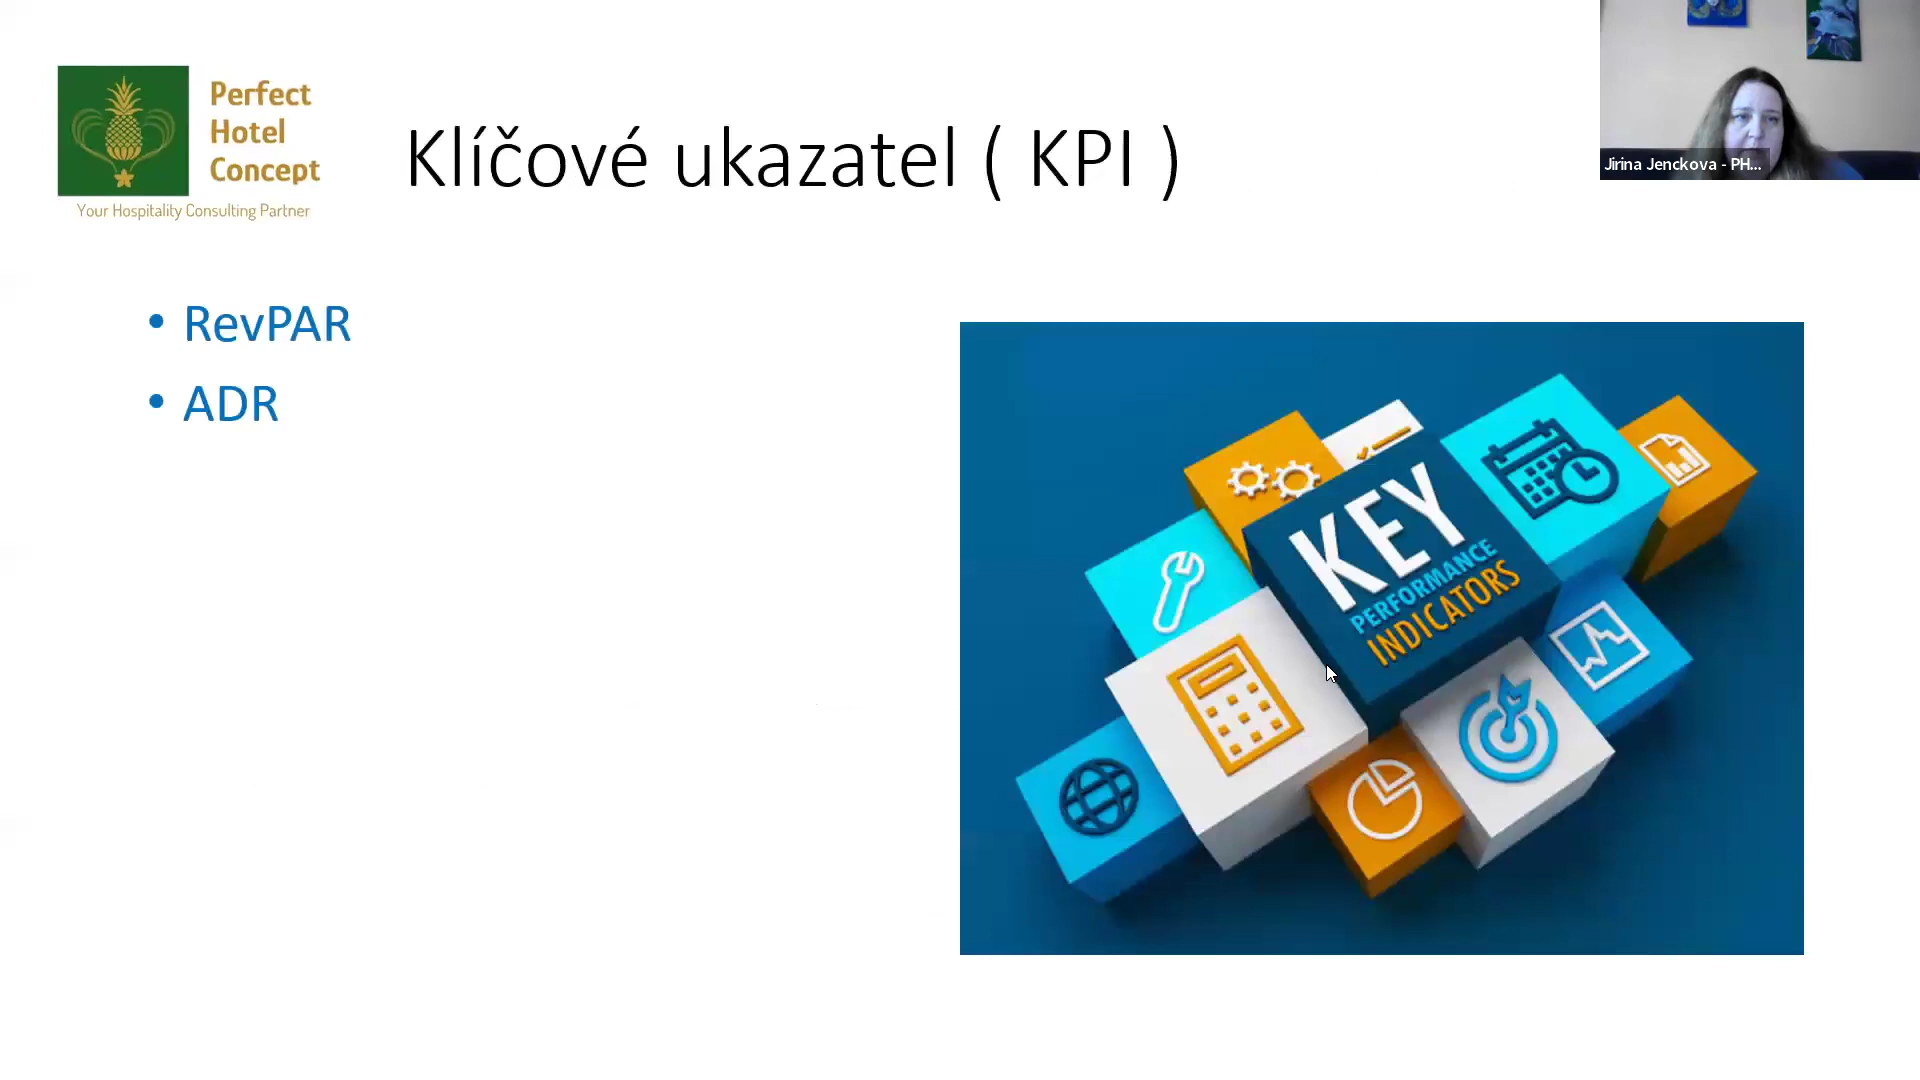 Perfect
Hotel
Concept
Your Hospitality Consulting Partner
Klíčové ukazatel ( KPI )
Jirina Jenckova - PH...
• RevPAR
• ADR
KEY
PERFORMANCE
INDICATORS